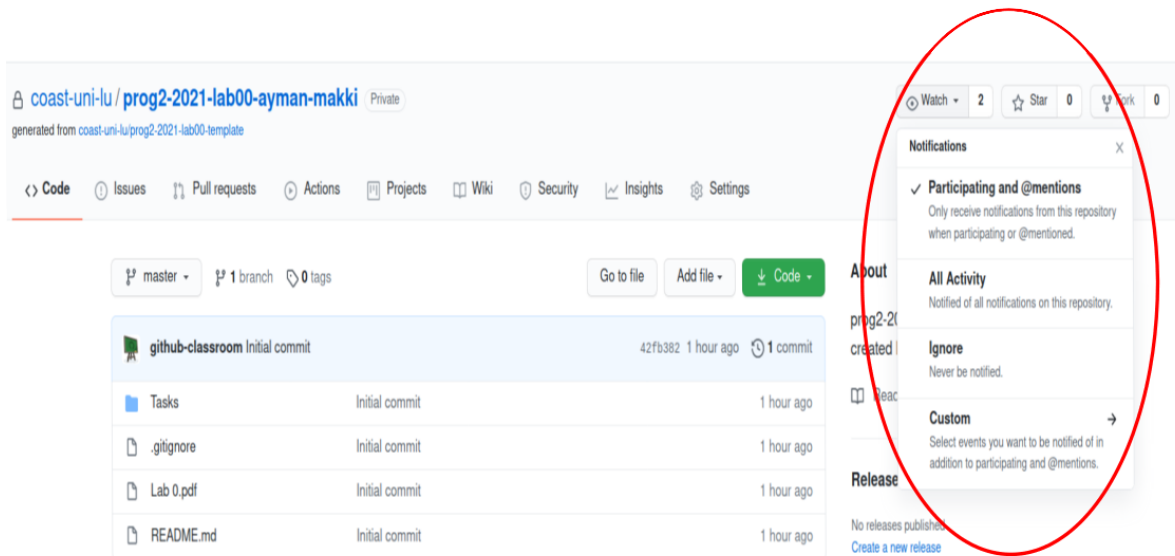 coast-uni-lu / prog2-2021-lab00-ayman-makki Private
Watch 2 Star 0 Fork 0
generated from coast-uni-lu/prog2-2021-lab00-template
Code Issues Pull requests Actions Projects Wiki Security Insights Settings
Notifications X
Participating and @mentions
Only receive notifications from this repository
when participating or @mentioned.
All Activity
Notified of all notifications on this repository.
Ignore
Never be notified.
Custom
Select events you want to be notified of in
addition to participating and @mentions.
master 1 branch 0 tags Go to file Add file Code
github-classroom Initial commit 42fb382 1 hour ago 1 commit
Tasks Initial commit 1 hour ago
.gitignore Initial commit 1 hour ago
Lab 0.pdf Initial commit 1 hour ago
README.md Initial commit 1 hour ago
About
created
No releases published
Create a new release